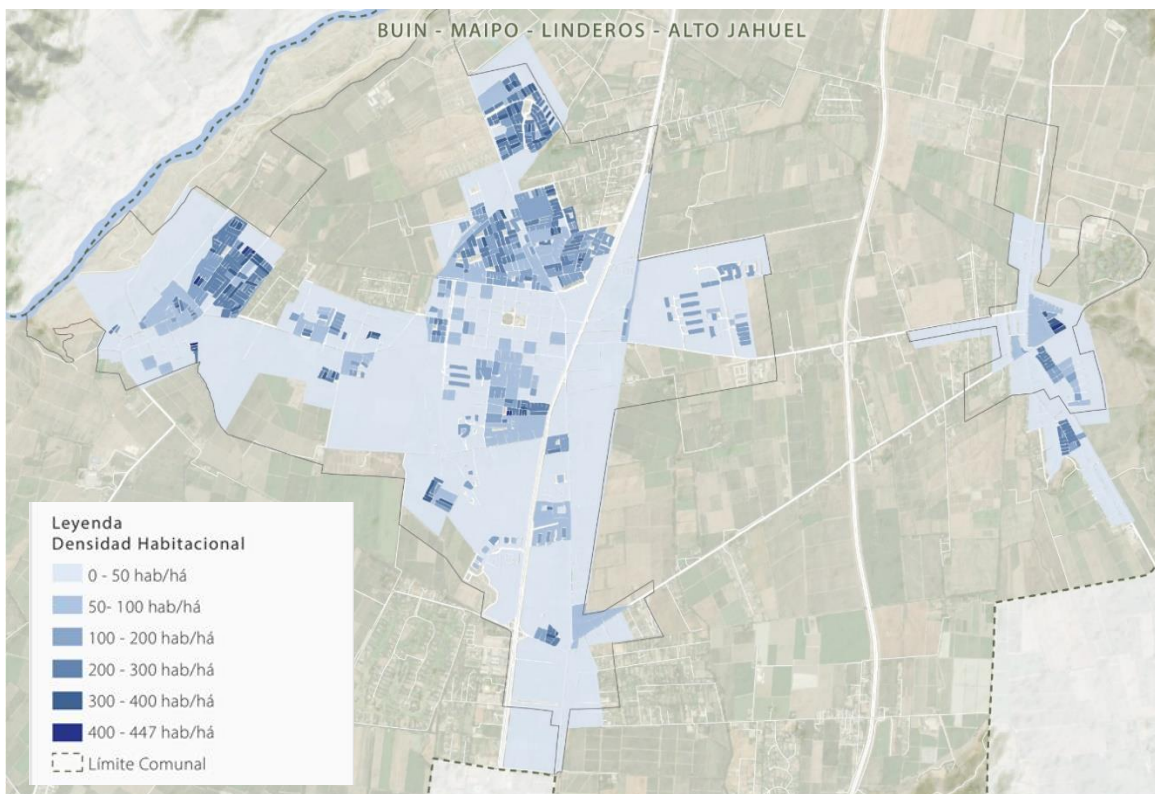 BUIN - MAIPO - LINDEROS - ALTO JAHUEL
Leyenda
Densidad Habitacional
0 - 50 hab/há
50- 100 hab/há
100 - 200 hab/há
200 - 300 hab/há
300 - 400 hab/há
400 - 447 hab/há
Límite Comunal